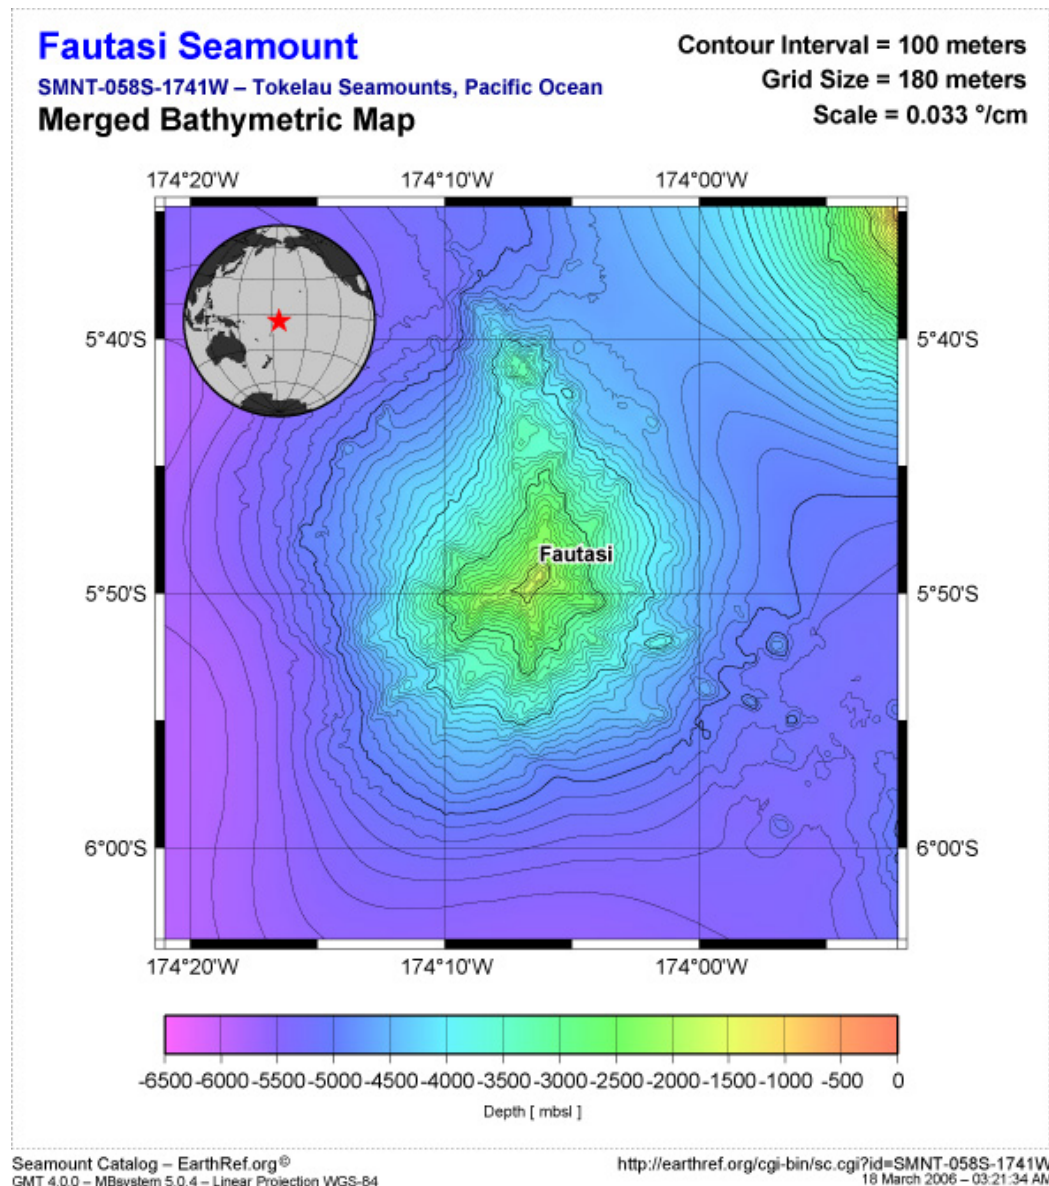 Fautasi Seamount
SMNT-058S-1741W – Tokelau Seamounts, Pacific Ocean
Merged Bathymetric Map
Contour Interval = 100 meters
Grid Size = 180 meters
Scale = 0.033 °/cm
174°20'W 174°10'W 174°00'W
5°40'S 5°40'S
Fautasi
5°50'S 5°50'S
6°00'S 6°00'S
174°20'W 174°10'W 174°00'W
-6500 -6000 -5500 -5000 -4500 -4000 -3500 -3000 -2500 -2000 -1500 -1000 -500 0
Depth [ mbsl ]
Seamount Catalog – EarthRef.org©
GMT 4.0.0 – MBsystem 5.0.4 – Linear Projection WGS-84
http://earthref.org/cgi-bin/sc.cgi?id=SMNT-058S-1741W
18 March 2006 – 03:21:34 AM